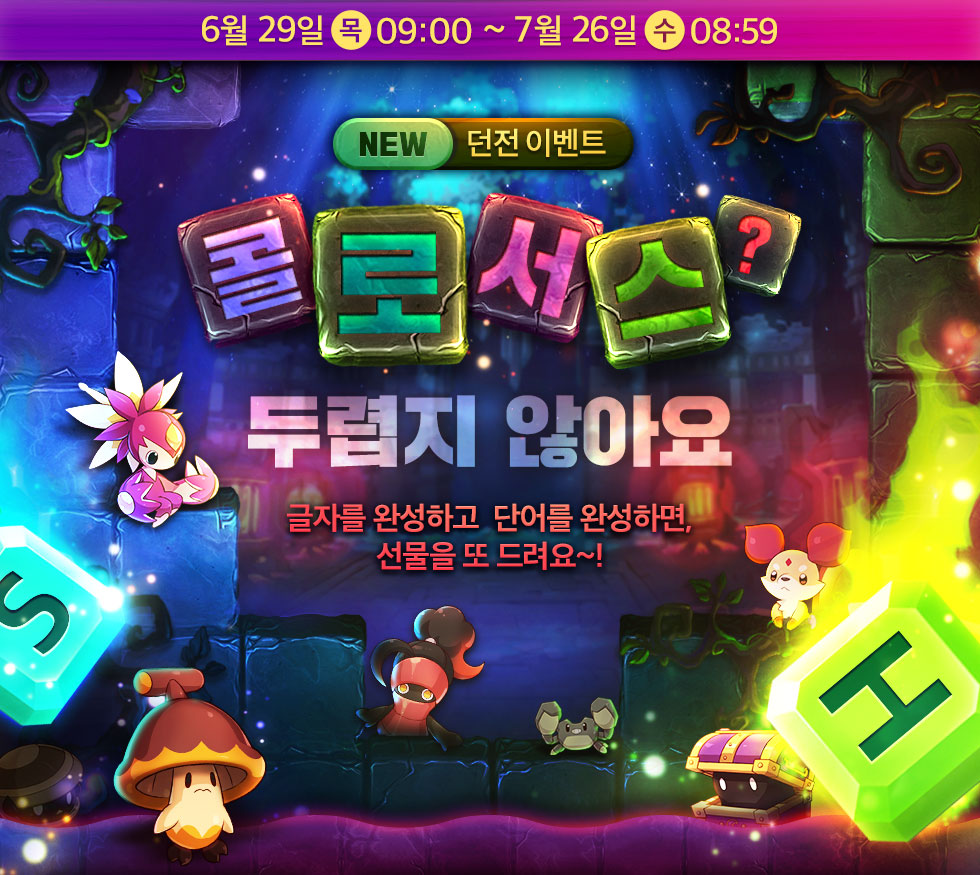 6월 29일 목 09:00 ~ 7월 26일 수 08:59
NEW 던전 이벤트
콜로서스?
두렵지 않아요
글자를 완성하고 단어를 완성하면,
선물을 또 드려요~!
S
H